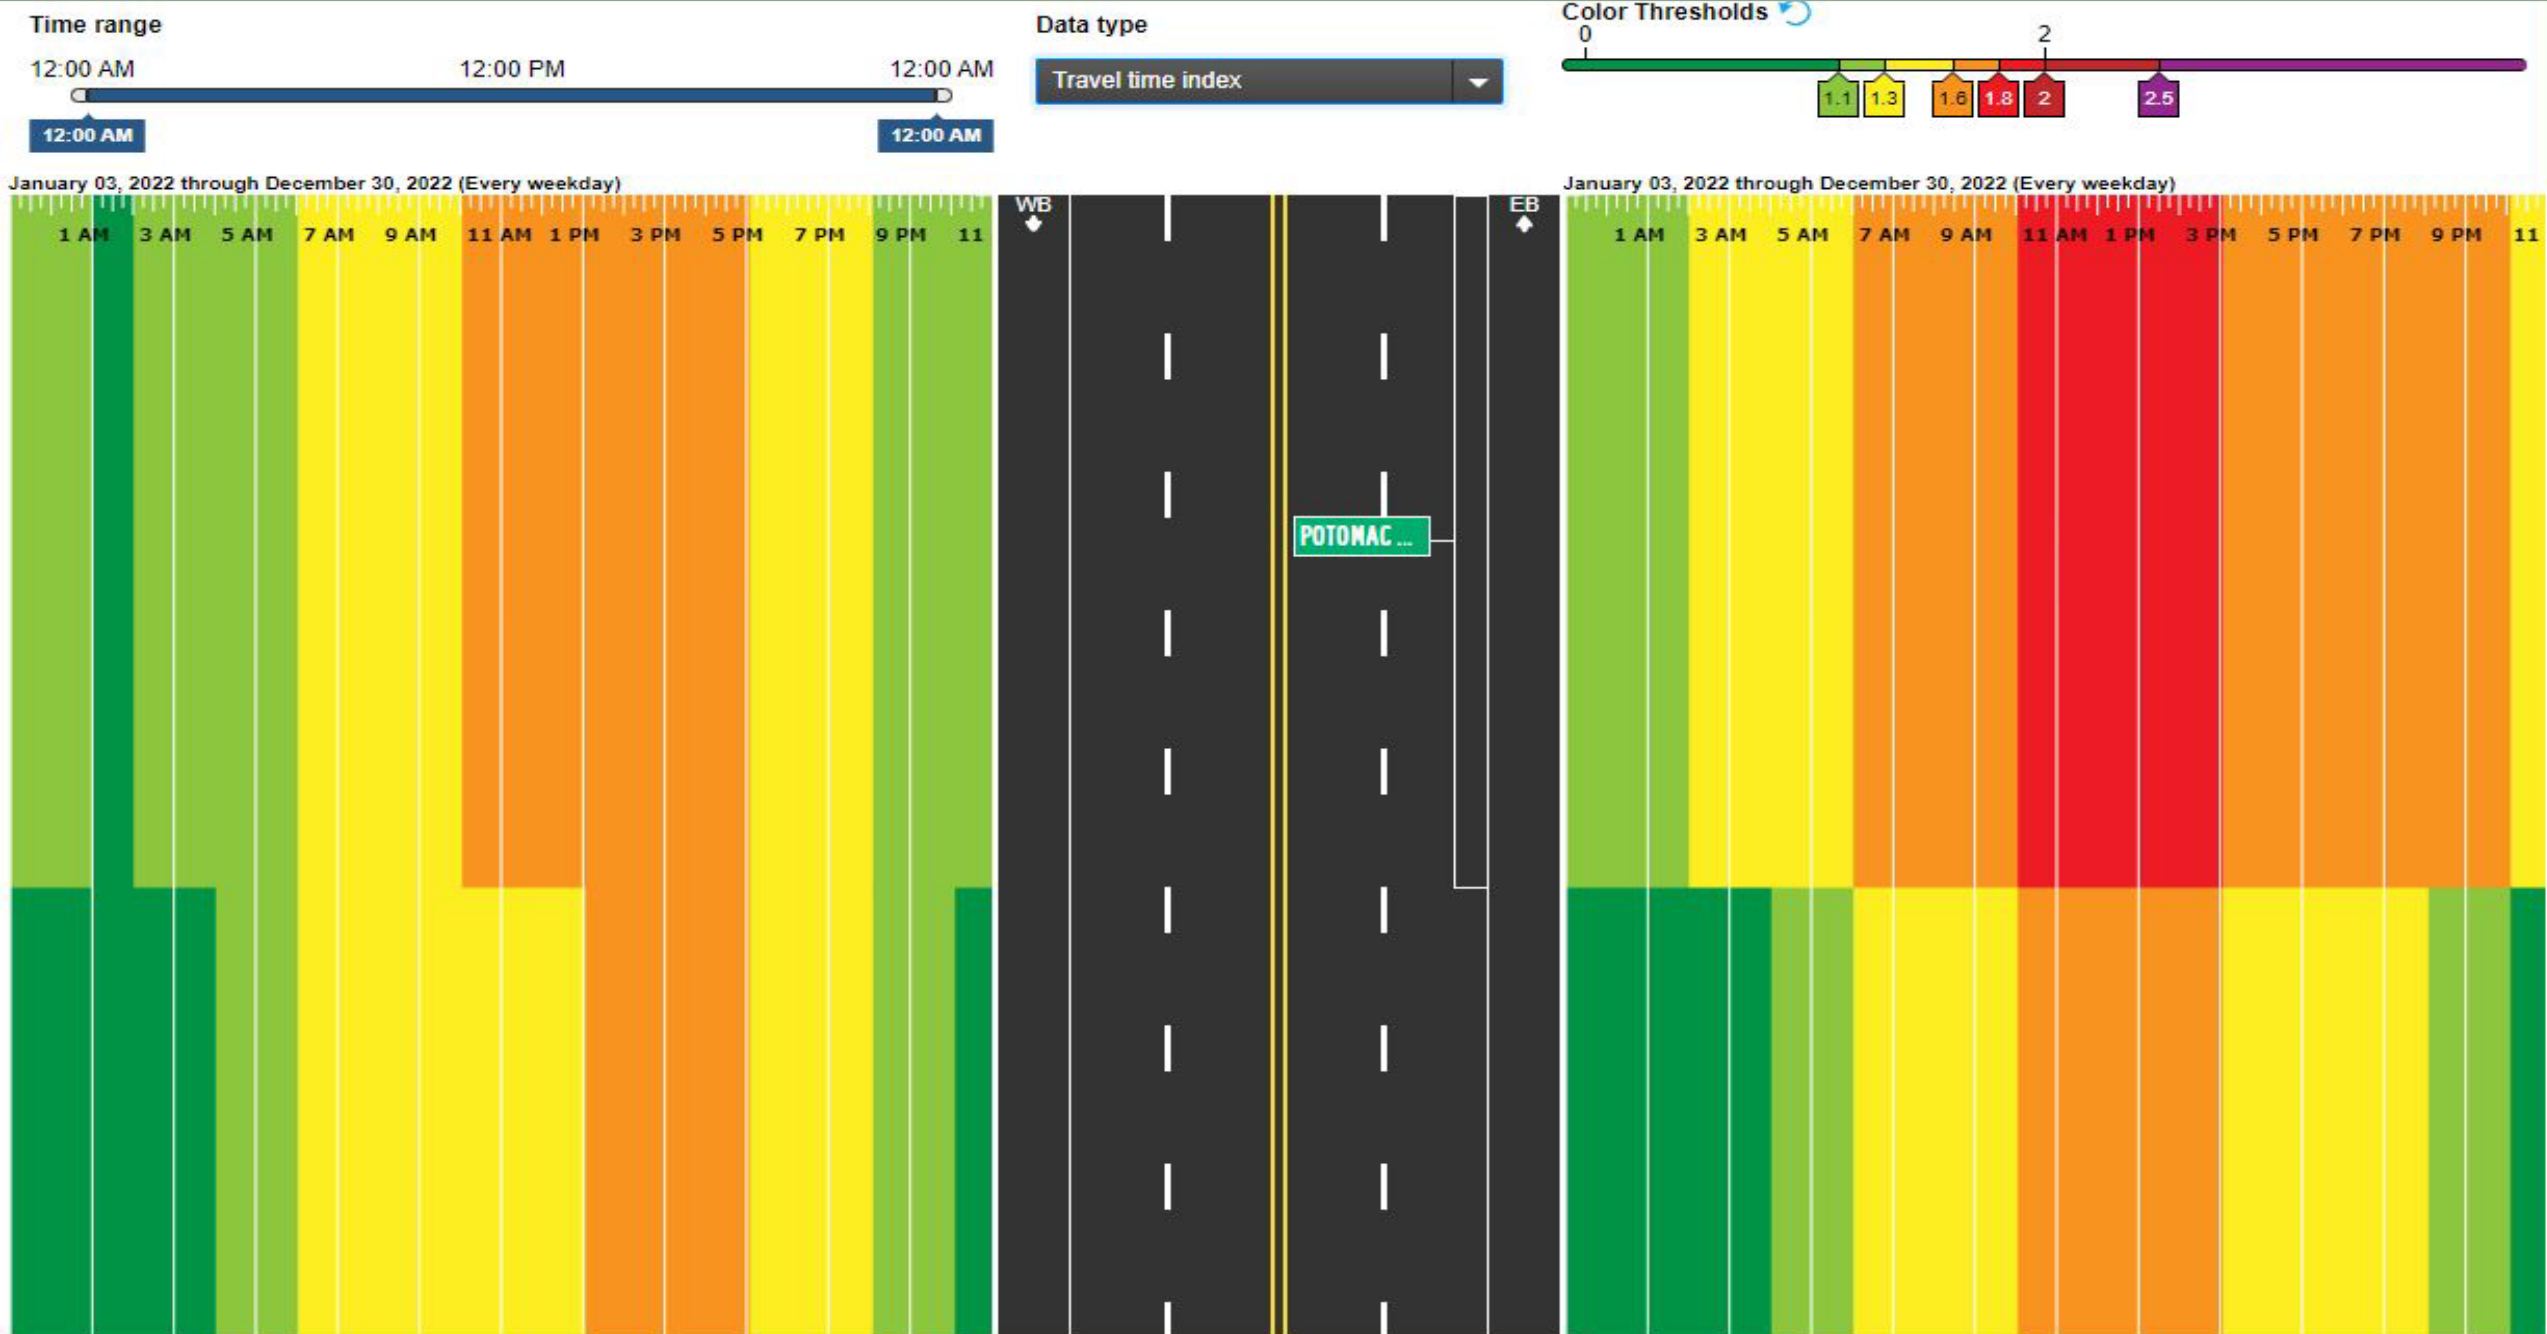 Time range
12:00 AM 12:00 PM 12:00 AM
12:00 AM 12:00 AM
Data type
Travel time index
Color Thresholds
0 2
1.1 1.3 1.6 1.8 2 2.5
January 03, 2022 through December 30, 2022 (Every weekday)
1 AM 3 AM 5 AM 7 AM 9 AM 11 AM 1 PM 3 PM 5 PM 7 PM 9 PM 11
WB
EB
POTOMAC ...
January 03, 2022 through December 30, 2022 (Every weekday)
1 AM 3 AM 5 AM 7 AM 9 AM 11 AM 1 PM 3 PM 5 PM 7 PM 9 PM 11